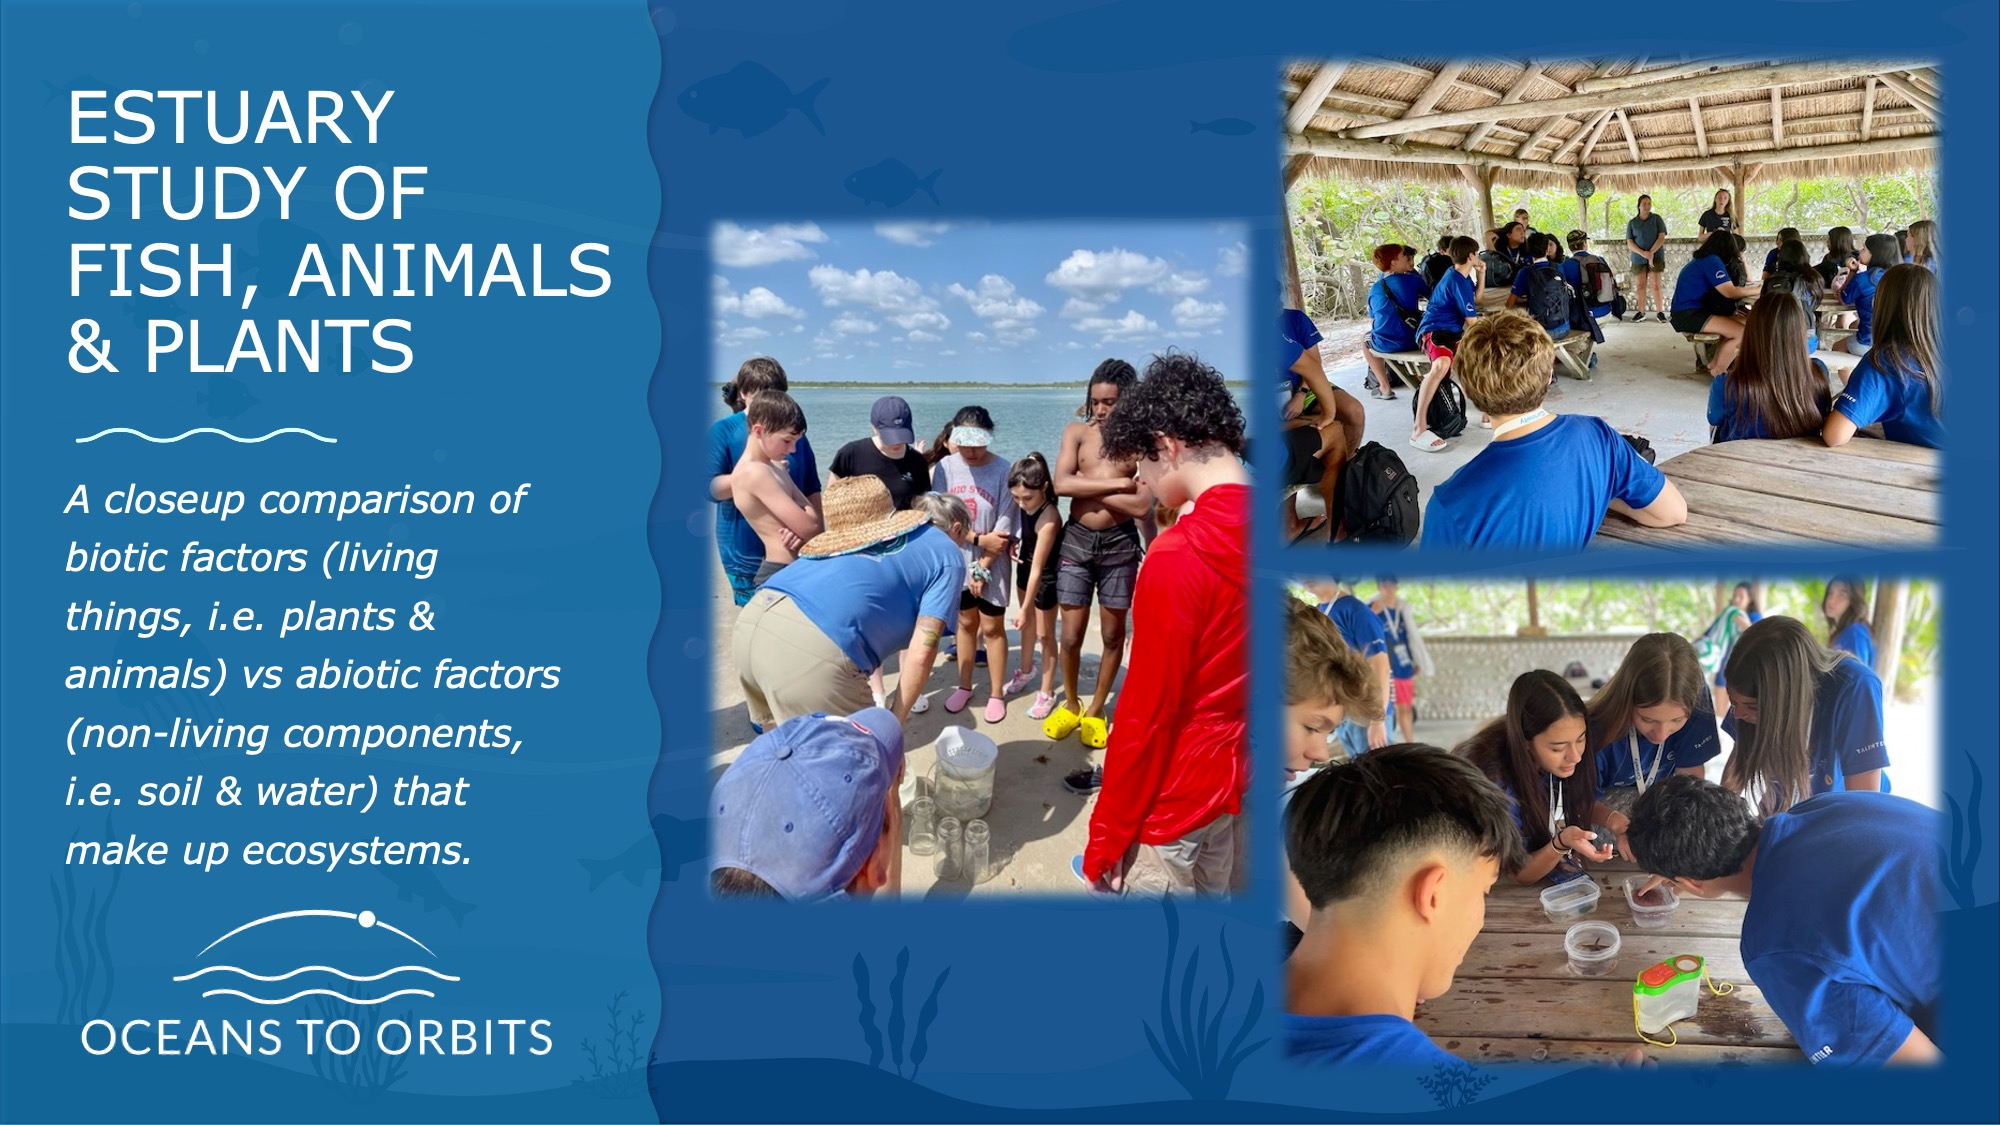 ESTUARY
STUDY OF
FISH, ANIMALS
& PLANTS
A closeup comparison of
biotic factors (living
things, i.e. plants &
animals) vs abiotic factors
(non-living components,
i.e. soil & water) that
make up ecosystems.
OCEANS TO ORBITS